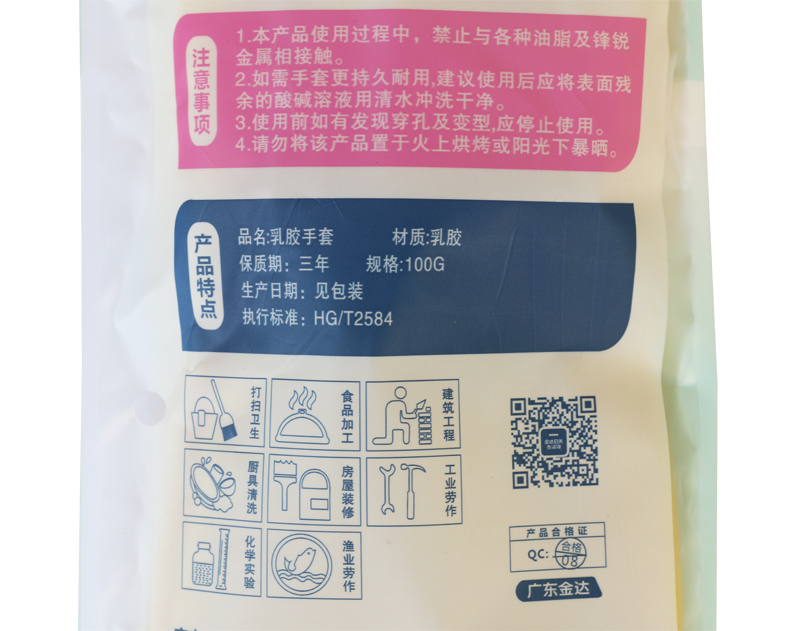 注意事项
1.本产品使用过程中，禁止与各种油脂及锋锐
金属相接触。
2.如需手套更持久耐用,建议使用后应将表面残
余的酸碱溶液用清水冲洗干净。
3.使用前如有发现穿孔及变型,应停止使用。
4.请勿将该产品置于火上烘烤或阳光下暴晒。
产品特点
品名:乳胶手套 材质:乳胶
保质期：三年 规格:100G
生产日期：见包装
执行标准：HG/T2584
打扫卫生
食品加工
建筑工程
厨具清洗
房屋装修
工业劳作
化学实验
渔业劳作
产品合格证
QC:
合格
08
广东金达